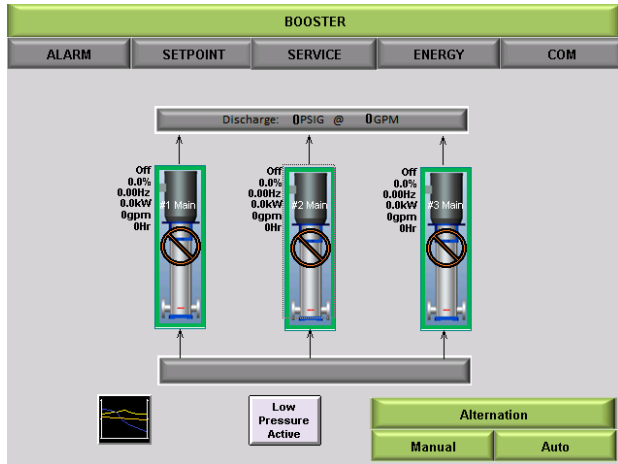 BOOSTER
ALARM SETPOINT SERVICE ENERGY COM
Discharge: 0PSIG @ 0GPM
Off
0.0%
0.00Hz
0.0kW
0gpm
0Hr
#1 Main
Off
0.0%
0.00Hz
0.0kW
0gpm
0Hr
#2 Main
Off
0.0%
0.00Hz
0.0kW
0gpm
0Hr
#3 Main
Low
Pressure
Active
Alternation
Manual Auto